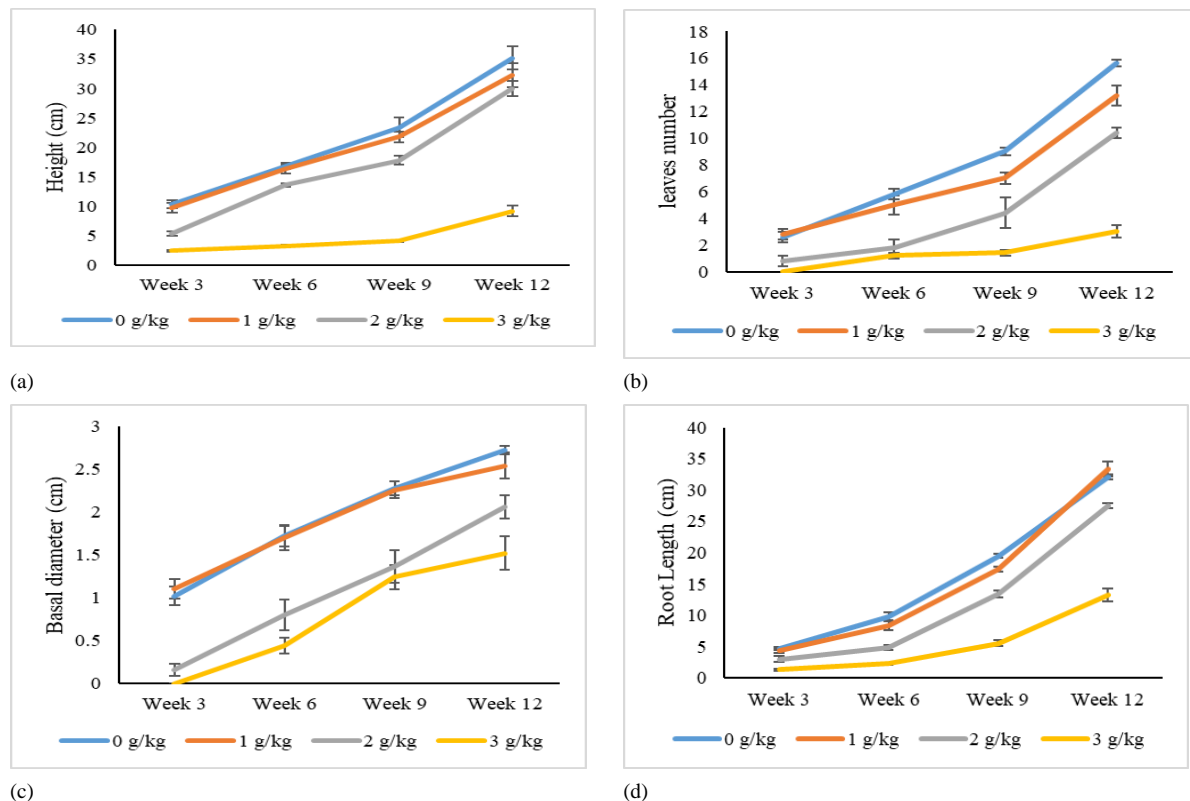 Height (cm)
40
35
30
25
20
15
10
5
0
Week 3 Week 6 Week 9 Week 12
0 g/kg 1 g/kg 2 g/kg 3 g/kg
(a)
leaves number
18
16
14
12
10
8
6
4
2
0
Week 3 Week 6 Week 9 Week 12
0 g/kg 1 g/kg 2 g/kg 3 g/kg
(b)
Basal diameter (cm)
3
2.5
2
1.5
1
0.5
0
Week 3 Week 6 Week 9 Week 12
0 g/kg 1 g/kg 2 g/kg 3 g/kg
(c)
Root Length (cm)
40
35
30
25
20
15
10
5
0
Week 3 Week 6 Week 9 Week 12
0 g/kg 1 g/kg 2 g/kg 3 g/kg
(d)